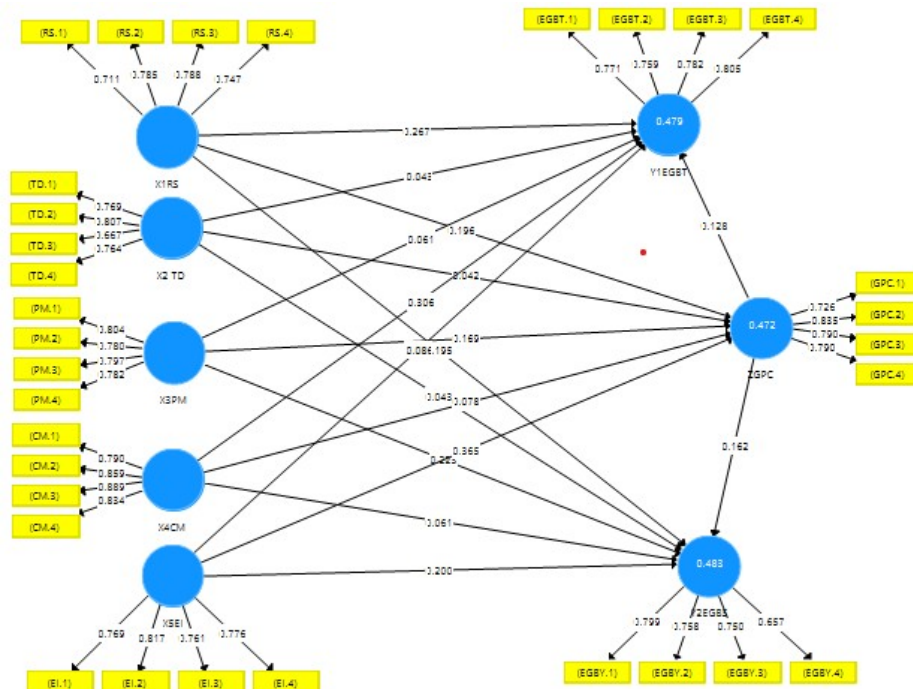 (RS.1) (RS.2) (RS.3) (RS.4)
0.711 0.785 0.788 0.747
X1RS
(EGBT.1) (EGBT.2) (EGBT.3) (EGBT.4)
0.771 0.759 0.782 0.805
0.479
Y1EGBT
(TD.1)
(TD.2)
(TD.3)
(TD.4)
0.769
0.807
0.667
0.764
X2 TD
(PM.1)
(PM.2)
(PM.3)
(PM.4)
0.804
0.780
0.797
0.782
X3PM
(CM.1)
(CM.2)
(CM.3)
(CM.4)
0.790
0.859
0.889
0.834
X4CM
X5EI
0.769 0.817 0.761 0.776
(EI.1) (EI.2) (EI.3) (EI.4)
0.267
0.043
0.196
0.061
0.042
0.306
0.169
0.086
.195
0.078
0.043
0.365
0.061
0.200
0.128
0.162
0.472
ZGPC
(GPC.1)
(GPC.2)
(GPC.3)
(GPC.4)
0.726
0.835
0.790
0.790
0.483
0.799 0.758 0.750 0.657
(EGBY.1) (EGBY.2) (EGBY.3) (EGBY.4)